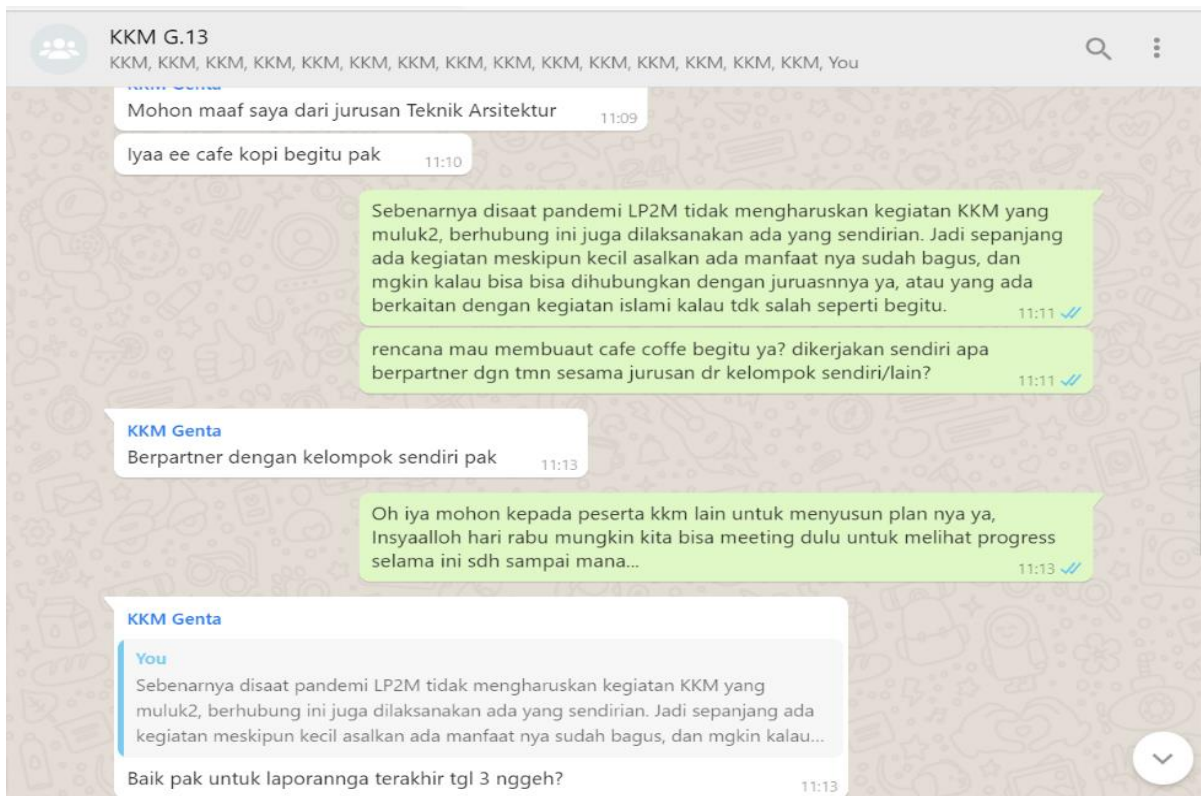 KKM G.13
KKM, KKM, KKM, KKM, KKM, KKM, KKM, KKM, KKM, KKM, KKM, KKM, KKM, KKM, KKM, You
KKM Genta
Mohon maaf saya dari jurusan Teknik Arsitektur 11:09
Iyaa ee cafe kopi begitu pak 11:10
Sebenarnya disaat pandemi LP2M tidak mengharuskan kegiatan KKM yang
muluk2, berhubung ini juga dilaksanakan ada yang sendirian. Jadi sepanjang
ada kegiatan meskipun kecil asalkan ada manfaat nya sudah bagus, dan
mgkin kalau bisa bisa dihubungkan dengan juruasnnya ya, atau yang ada
berkaitan dengan kegiatan islami kalau tdk salah seperti begitu. 11:11
rencana mau membuaut cafe coffe begitu ya? dikerjakan sendiri apa
berpartner dgn tmn sesama jurusan dr kelompok sendiri/lain? 11:11
KKM Genta
Berpartner dengan kelompok sendiri pak 11:13
Oh iya mohon kepada peserta kkm lain untuk menyusun plan nya ya,
Insyaalloh hari rabu mungkin kita bisa meeting dulu untuk melihat progress
selama ini sdh sampai mana... 11:13
KKM Genta
You
Sebenarnya disaat pandemi LP2M tidak mengharuskan kegiatan KKM yang
muluk2, berhubung ini juga dilaksanakan ada yang sendirian. Jadi sepanjang ada
kegiatan meskipun kecil asalkan ada manfaat nya sudah bagus, dan mgkin kalau...
Baik pak untuk laporannga terakhir tgl 3 nggeh? 11:13